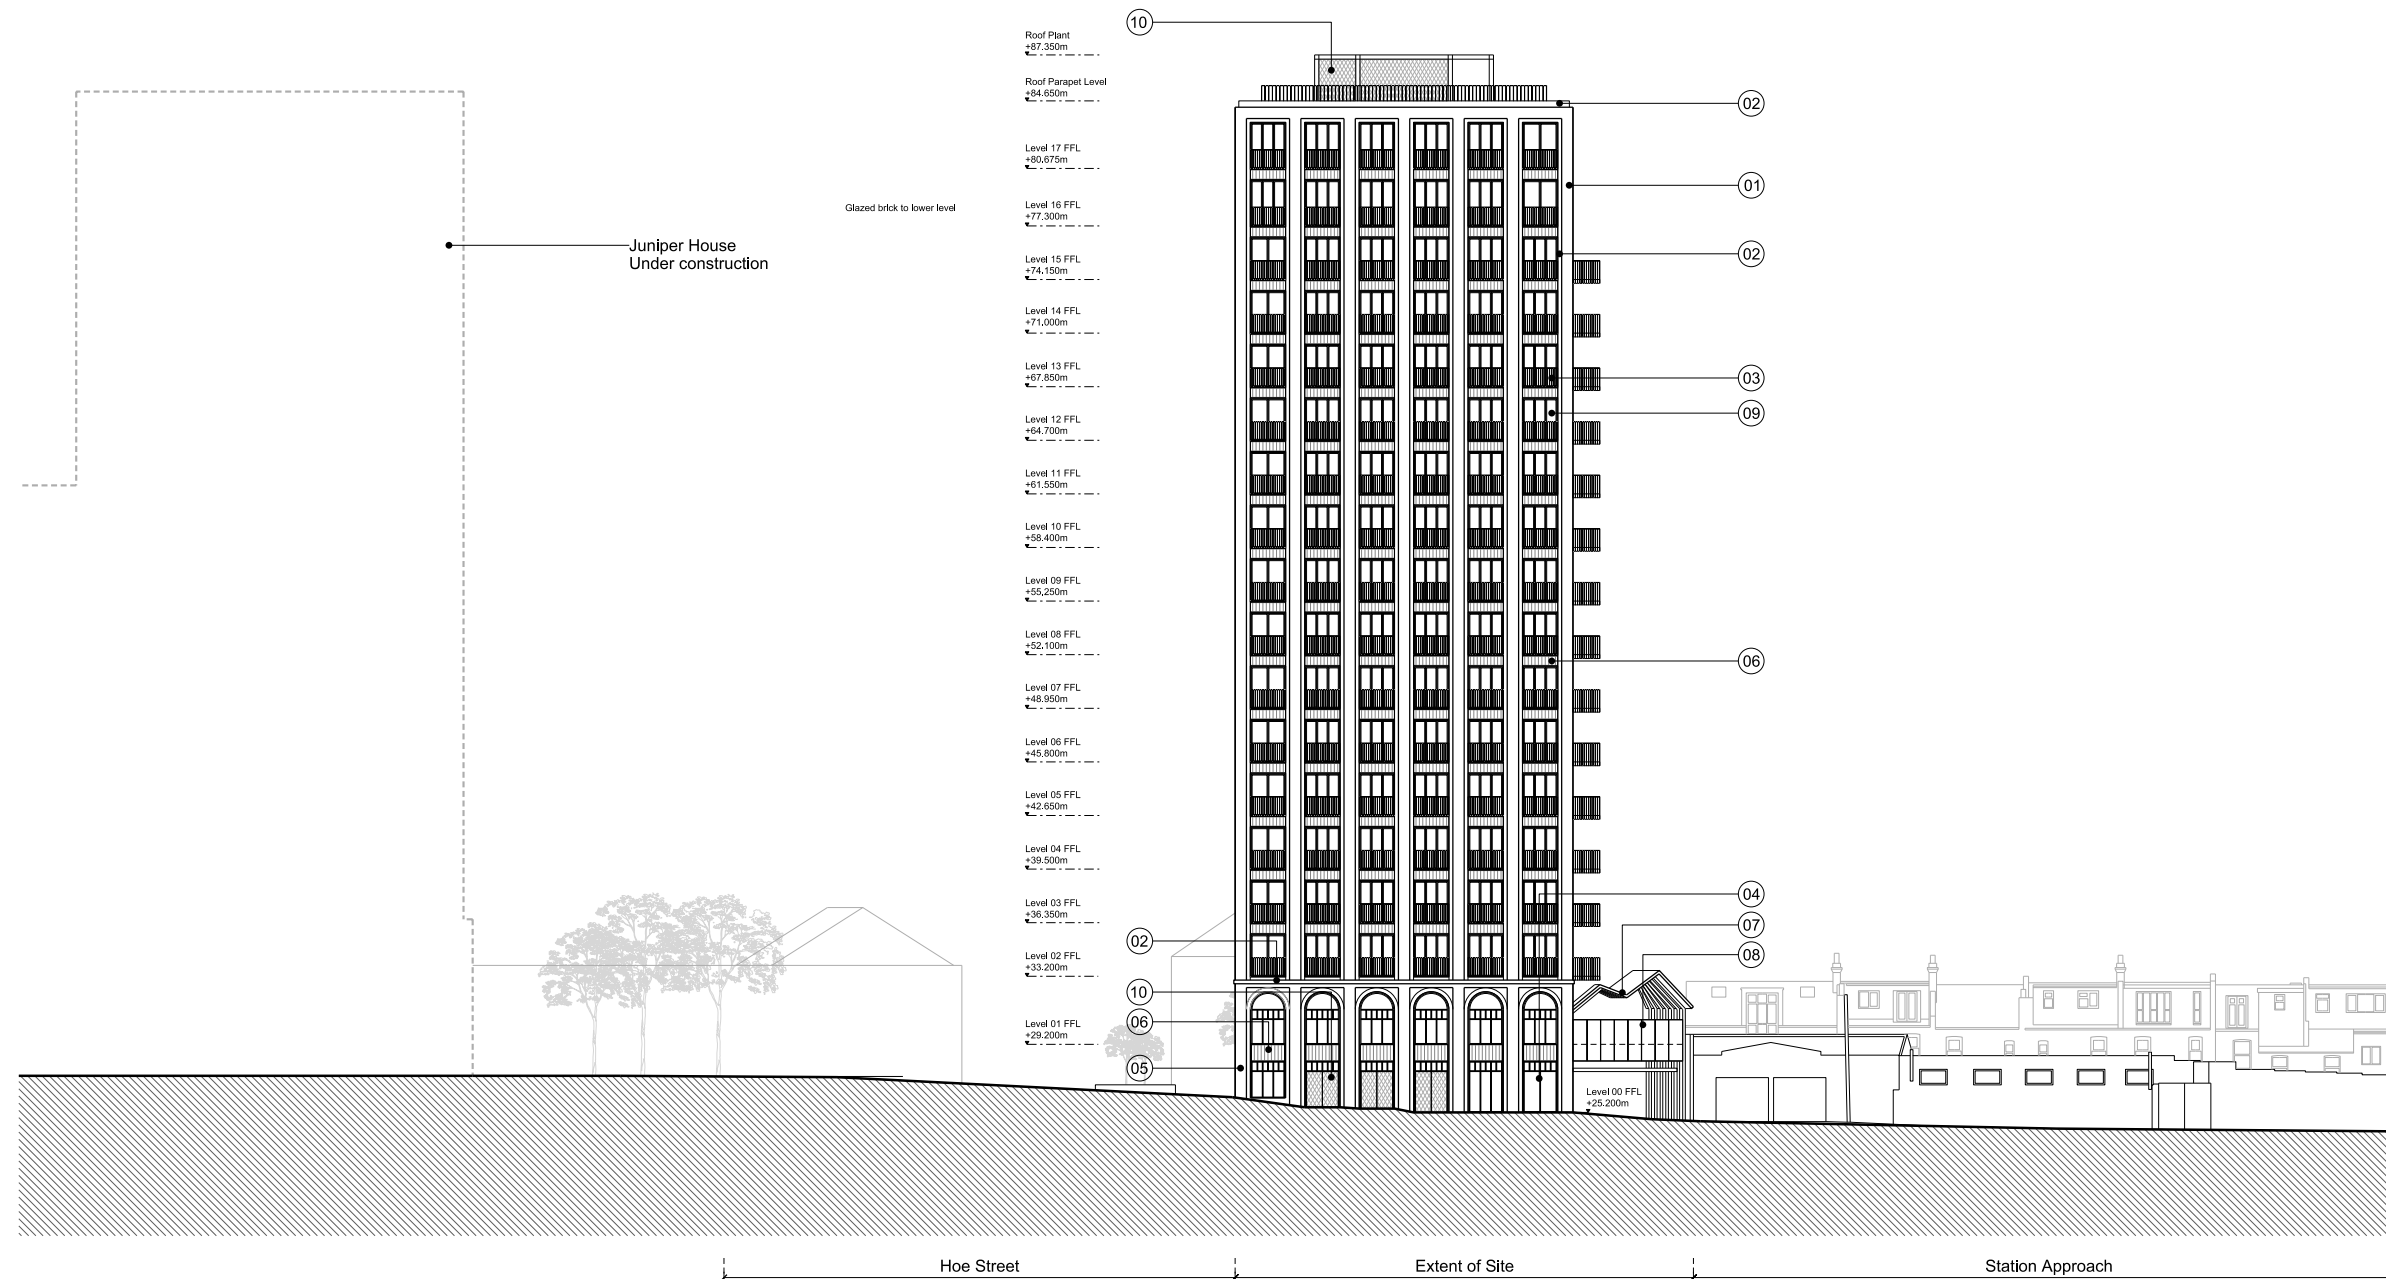 10
Roof Plant
+87.350m
Roof Parapet Level
+84.650m
02
Level 17 FFL
+80.675m
01
Level 16 FFL
+77.300m
Glazed brick to lower level
Juniper House
Under construction
02
Level 15 FFL
+74.150m
Level 14 FFL
+71.000m
Level 13 FFL
+67.850m
03
09
Level 12 FFL
+64.700m
Level 11 FFL
+61.550m
Level 10 FFL
+58.400m
Level 09 FFL
+55.250m
Level 08 FFL
+52.100m
06
Level 07 FFL
+48.950m
Level 06 FFL
+45.800m
Level 05 FFL
+42.650m
Level 04 FFL
+39.500m
04
Level 03 FFL
+36.350m
07
02
08
Level 02 FFL
+33.200m
10
06
Level 01 FFL
+29.200m
05
Level 00 FFL
+25.200m
Hoe Street
Extent of Site
Station Approach